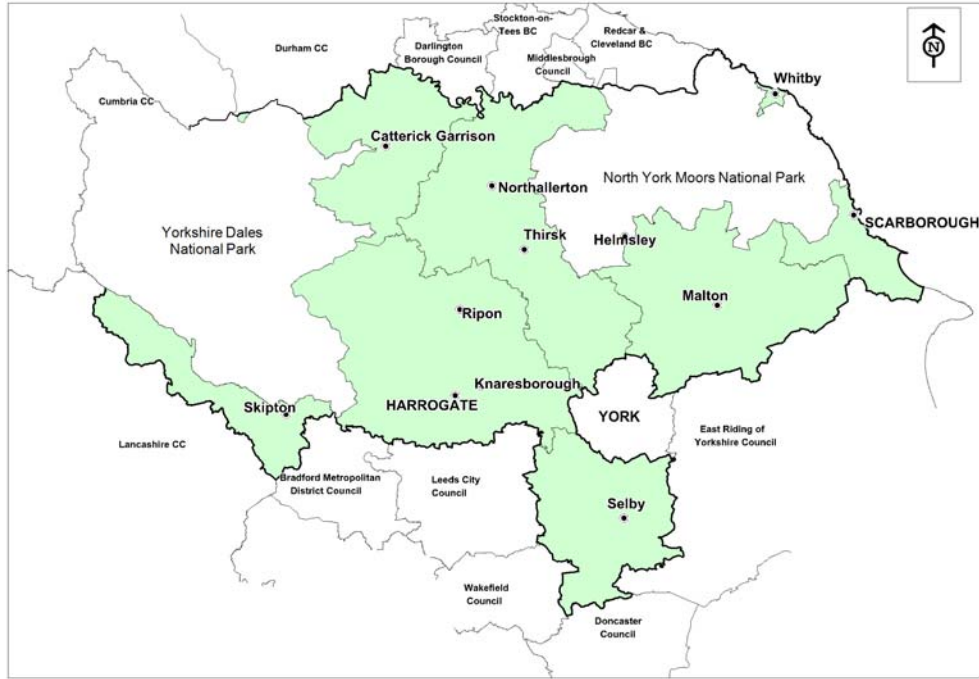 Stockton-on-
Tees BC
Redcar &
Cleveland BC
N
Durham CC
Darlington
Borough Council
Middlesbrough
Council
Whitby
Cumbria CC
Catterick Garrison
North York Moors National Park
Northallerton
SCARBOROUGH
Yorkshire Dales
National Park
Thirsk
Helmsley
Malton
Ripon
Knaresborough
Skipton
HARROGATE
YORK
East Riding of
Yorkshire Council
Lancashire CC
Bradford Metropolitan
District Council
Leeds City
Council
Selby
Wakefield
Council
Doncaster
Council